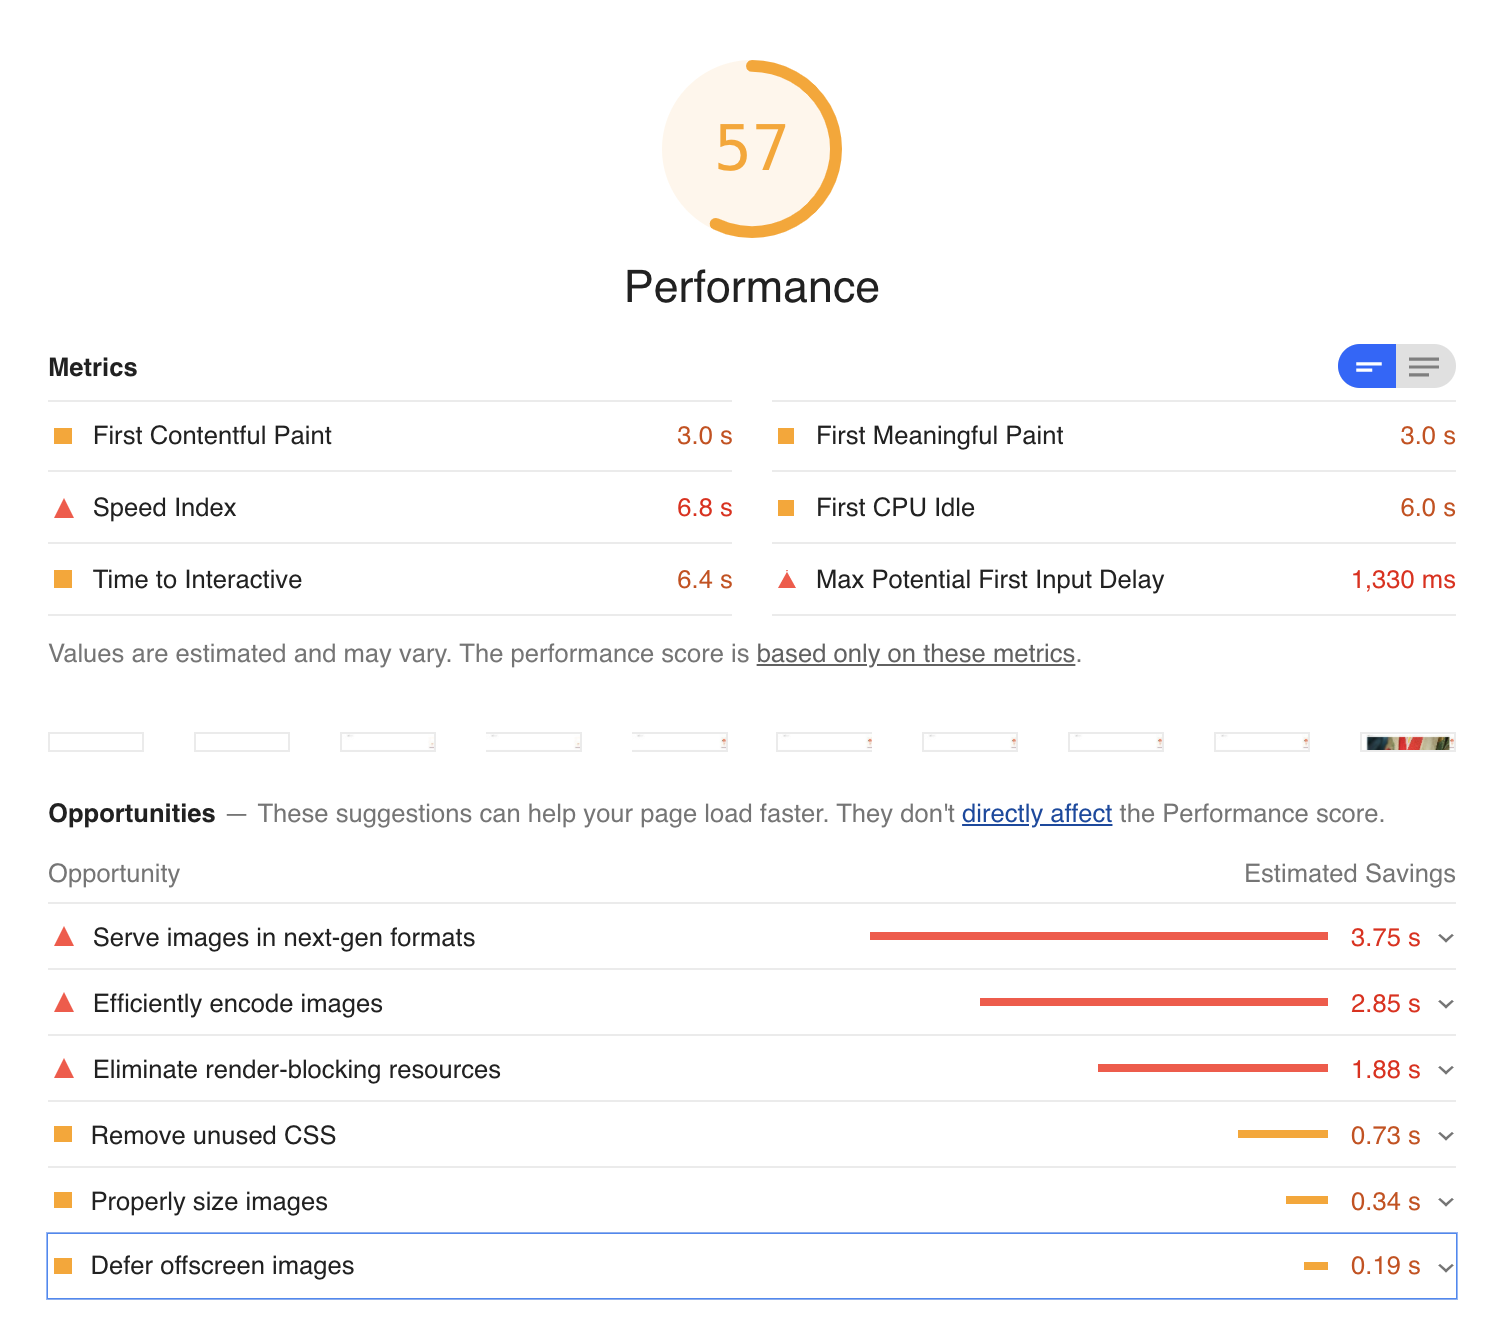 57
Performance
Metrics
First Contentful Paint 3.0 s
First Meaningful Paint 3.0 s
Speed Index 6.8 s
First CPU Idle 6.0 s
Time to Interactive 6.4 s
Max Potential First Input Delay 1,330 ms
Values are estimated and may vary. The performance score is based only on these metrics.
Opportunities — These suggestions can help your page load faster. They don't directly affect the Performance score.
Opportunity Estimated Savings
Serve images in next-gen formats 3.75 s
Efficiently encode images 2.85 s
Eliminate render-blocking resources 1.88 s
Remove unused CSS 0.73 s
Properly size images 0.34 s
Defer offscreen images 0.19 s